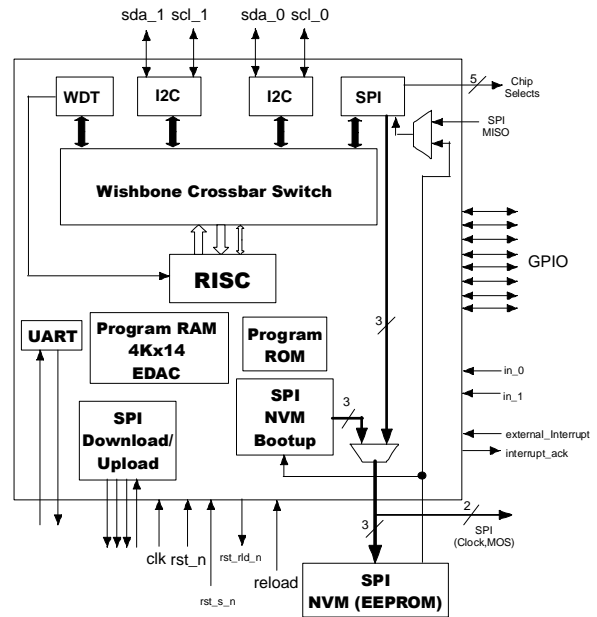 sda_1 scl_1 sda_0 scl_0
WDT
I2C
I2C
SPI
5
Chip
Selects
SPI
MISO
Wishbone Crossbar Switch
GPIO
RISC
3
UART
Program RAM
4Kx14
EDAC
Program
ROM
in_0
in_1
SPI
NVM
Bootup
3
SPI
Download/
Upload
external_Interrupt
interrupt_ack
2
SPI
(Clock,MOS)
3
clk
rst_n
rst_s_n
rst_rld_n
reload
SPI
NVM (EEPROM)